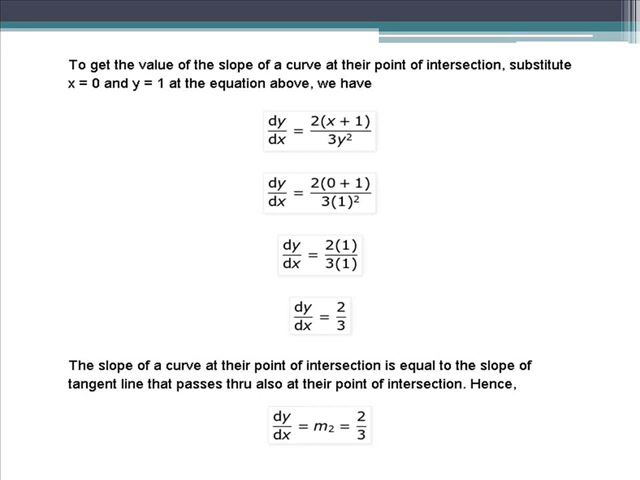 To get the value of the slope of a curve at their point of intersection, substitute
x = 0 and y = 1 at the equation above, we have
dy/dx = 2(x + 1)/3y²
dy/dx = 2(0 + 1)/3(1)²
dy/dx = 2(1)/3(1)
dy/dx = 2/3
The slope of a curve at their point of intersection is equal to the slope of
tangent line that passes thru also at their point of intersection. Hence,
dy/dx = m₂ = 2/3